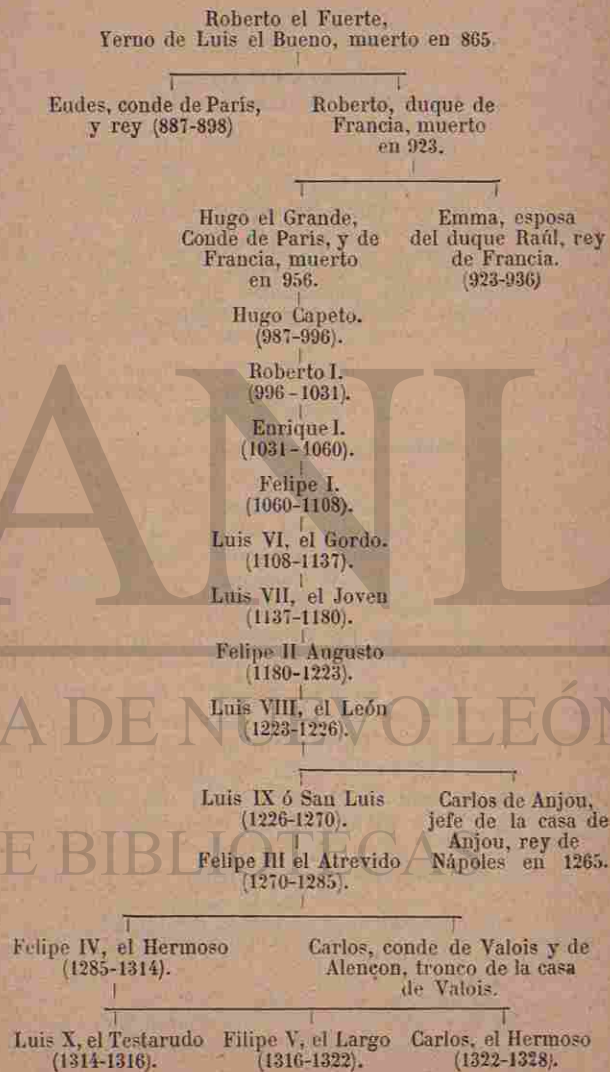 Roberto el Fuerte,
Yerno de Luis el Bueno, muerto en 865.
Eudes, conde de París,
y rey (887-898)
Roberto, duque de
Francia, muerto
en 923.
Hugo el Grande,
Conde de Paris, y de
Francia, muerto
en 956.
Emma, esposa
del duque Raúl, rey
de Francia.
(923-936)
Hugo Capeto.
(987-996).
Roberto I.
(996-1031).
Enrique I.
(1031-1060).
Felipe I.
(1060-1108).
Luis VI, el Gordo.
(1108-1137).
Luis VII, el Joven
(1137-1180).
Felipe II Augusto
(1180-1223).
Luis VIII, el León
(1223-1226).
Luis IX ó San Luis
(1226-1270).
Carlos de Anjou,
jefe de la casa de
Anjou, rey de
Nápoles en 1265.
Felipe III el Atrevido
(1270-1285).
Felipe IV, el Hermoso
(1285-1314).
Carlos, conde de Valois y de
Alençon, tronco de la casa
de Valois.
Luis X, el Testarudo
(1314-1316).
Filipe V, el Largo
(1316-1322).
Carlos, el Hermoso
(1322-1328).
ANL
A DE NUEVO LEÓN
E BIBLIOTECAS